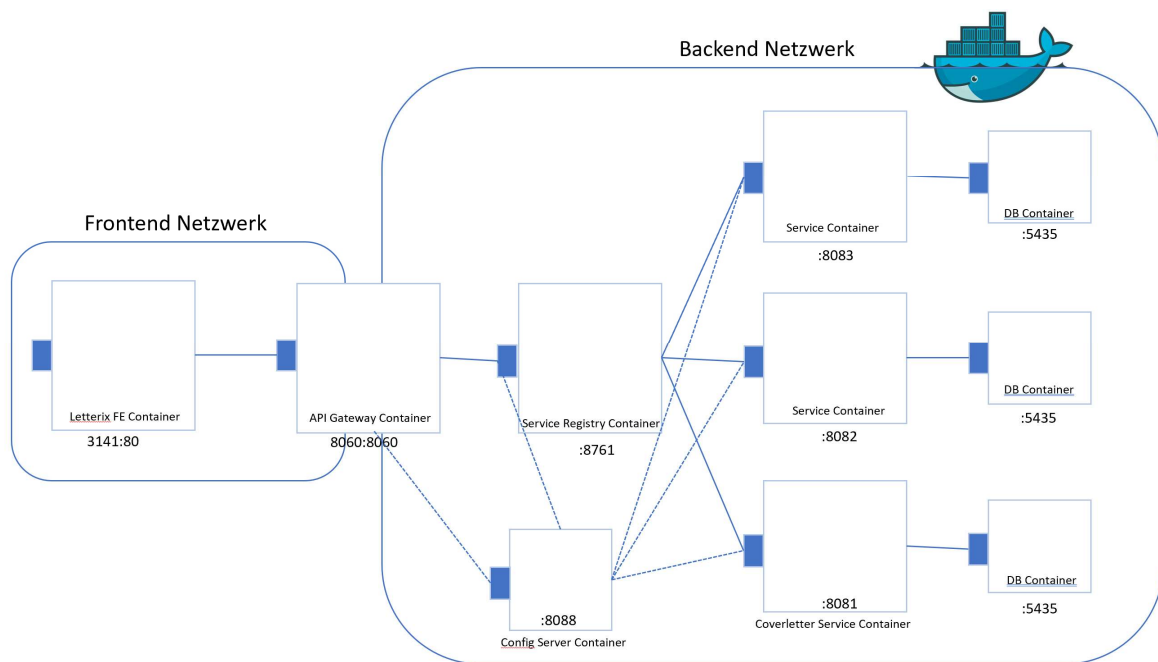 Backend Netzwerk
Frontend Netzwerk
Letterix FE Container
3141:80
API Gateway Container
8060:8060
Service Registry Container
:8761
:8088
Config Server Container
Service Container
:8083
DB Container
:5435
Service Container
:8082
DB Container
:5435
:8081
Coverletter Service Container
DB Container
:5435